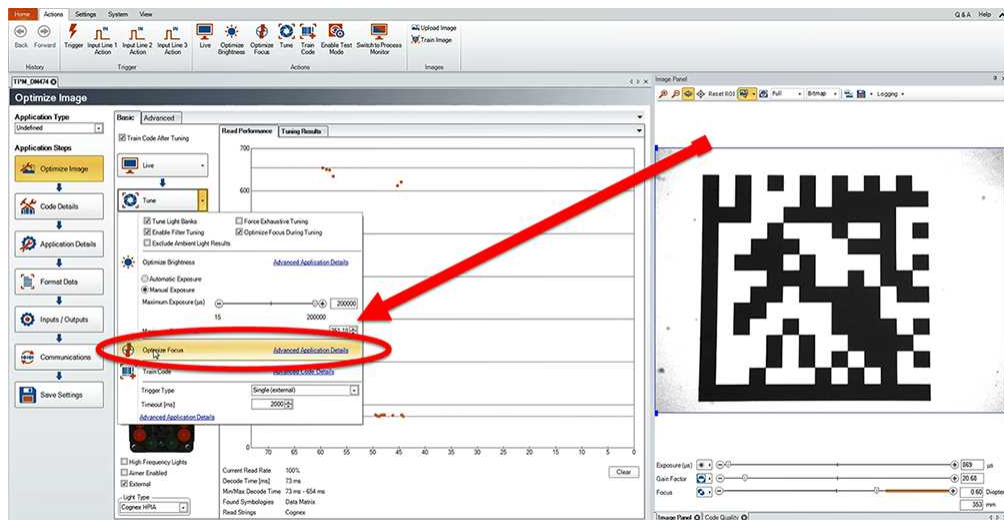 Home Actions Settings System View Q & A Help
Back Forward Trigger Input Line 1 Action Input Line 2 Action Input Line 3 Action Live Optimize Brightness Optimize Focus Tune Train Code Enable Test Mode Switch to Process Monitor Upload Image
Train Image
History Trigger Actions Images
TPM_DM474 Image Panel
Optimize Image
Reset ROI Full Bitmap Logging
Application Type
Undefined
Basic Advanced
Train Code After Tuning
Read Performance Tuning Results
Application Steps
Optimize Image
Live
700
Code Details
Tune
600
Tune Light Banks Force Exhaustive Tuning
Enable Filter Tuning Optimize Focus During Tuning
Exclude Ambient Light Results
Application Details
Optimize Brightness Advanced Application Details
Automatic Exposure
Format Data
Manual Exposure
Maximum Exposure (µs) 200000
15 200000
Inputs / Outputs
Communications
Optimize Focus Advanced Application Details
Train Code Advanced Code Details
Save Settings
Trigger Type Single (external)
Timeout [ms] 2000
Advanced Application Details
0 70 65 60 55 50 45 40 35 30 25 20 15 10 5 0
High Frequency Lights
Aimer Enabled
External
Light Type
Cognex HPIA
Current Read Rate 100%
Decode Time [ms] 73 ms
Min/Max Decode Time 73 ms - 654 ms
Found Symbologies Data Matrix
Read Strings Cognex
Clear
Exposure (µs) 869 µs
Gain Factor 20.68
Focus 0.60 Diopter
353 mm
Image Panel Code Quality